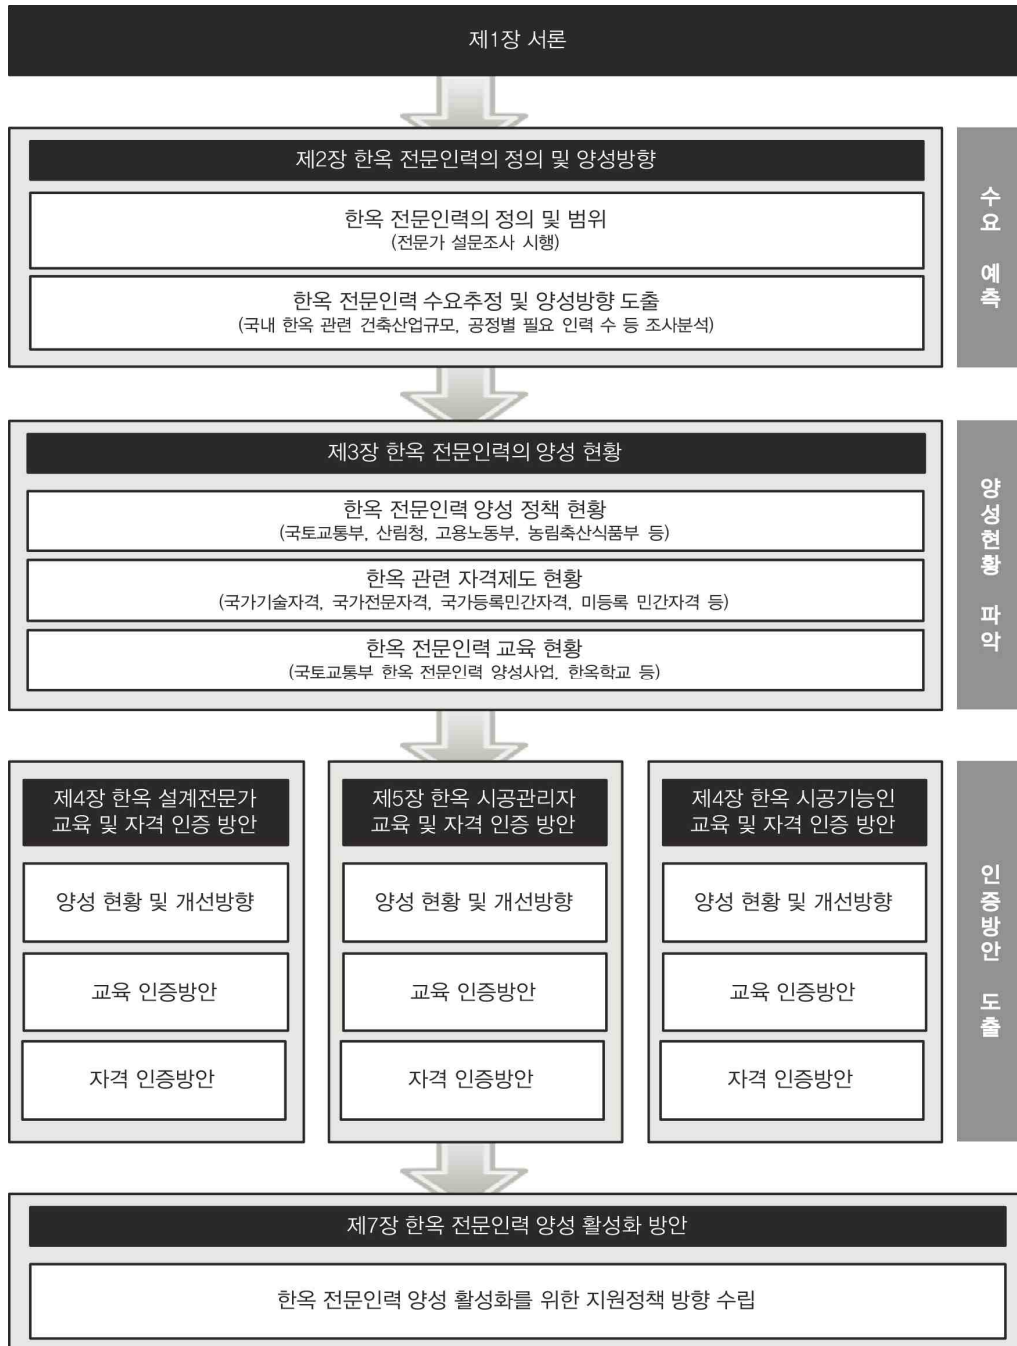 제1장 서론
제2장 한옥 전문인력의 정의 및 양성방향
한옥 전문인력의 정의 및 범위
(전문가 설문조사 시행)
한옥 전문인력 수요추정 및 양성방향 도출
(국내 한옥 관련 건축산업규모, 공정별 필요 인력 수 등 조사분석)
수요 예측
제3장 한옥 전문인력의 양성 현황
한옥 전문인력 양성 정책 현황
(국토교통부, 산림청, 고용노동부, 농림축산식품부 등)
한옥 관련 자격제도 현황
(국가기술자격, 국가전문자격, 국가등록민간자격, 미등록 민간자격 등)
한옥 전문인력 교육 현황
(국토교통부 한옥 전문인력 양성사업, 한옥학교 등)
양성현황 파악
제4장 한옥 설계전문가
교육 및 자격 인증 방안
양성 현황 및 개선방향
교육 인증방안
자격 인증방안
제5장 한옥 시공관리자
교육 및 자격 인증 방안
양성 현황 및 개선방향
교육 인증방안
자격 인증방안
제4장 한옥 시공기능인
교육 및 자격 인증 방안
양성 현황 및 개선방향
교육 인증방안
자격 인증방안
인증방안 도출
제7장 한옥 전문인력 양성 활성화 방안
한옥 전문인력 양성 활성화를 위한 지원정책 방향 수립